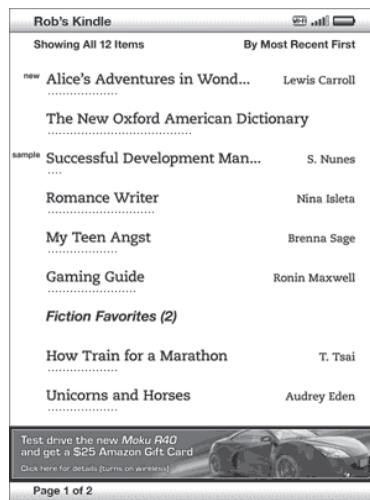 Rob's Kindle
Showing All 12 Items By Most Recent First
new Alice's Adventures in Wond... Lewis Carroll
The New Oxford American Dictionary
sample Successful Development Man... S. Nunes
Romance Writer Nina Isleta
My Teen Angst Brenna Sage
Gaming Guide Ronin Maxwell
Fiction Favorites (2)
How Train for a Marathon T. Tsai
Unicorns and Horses Audrey Eden
Test drive the new Moku R40
and get a $25 Amazon Gift Card
Click here for details (turns on wireless)
Page 1 of 2